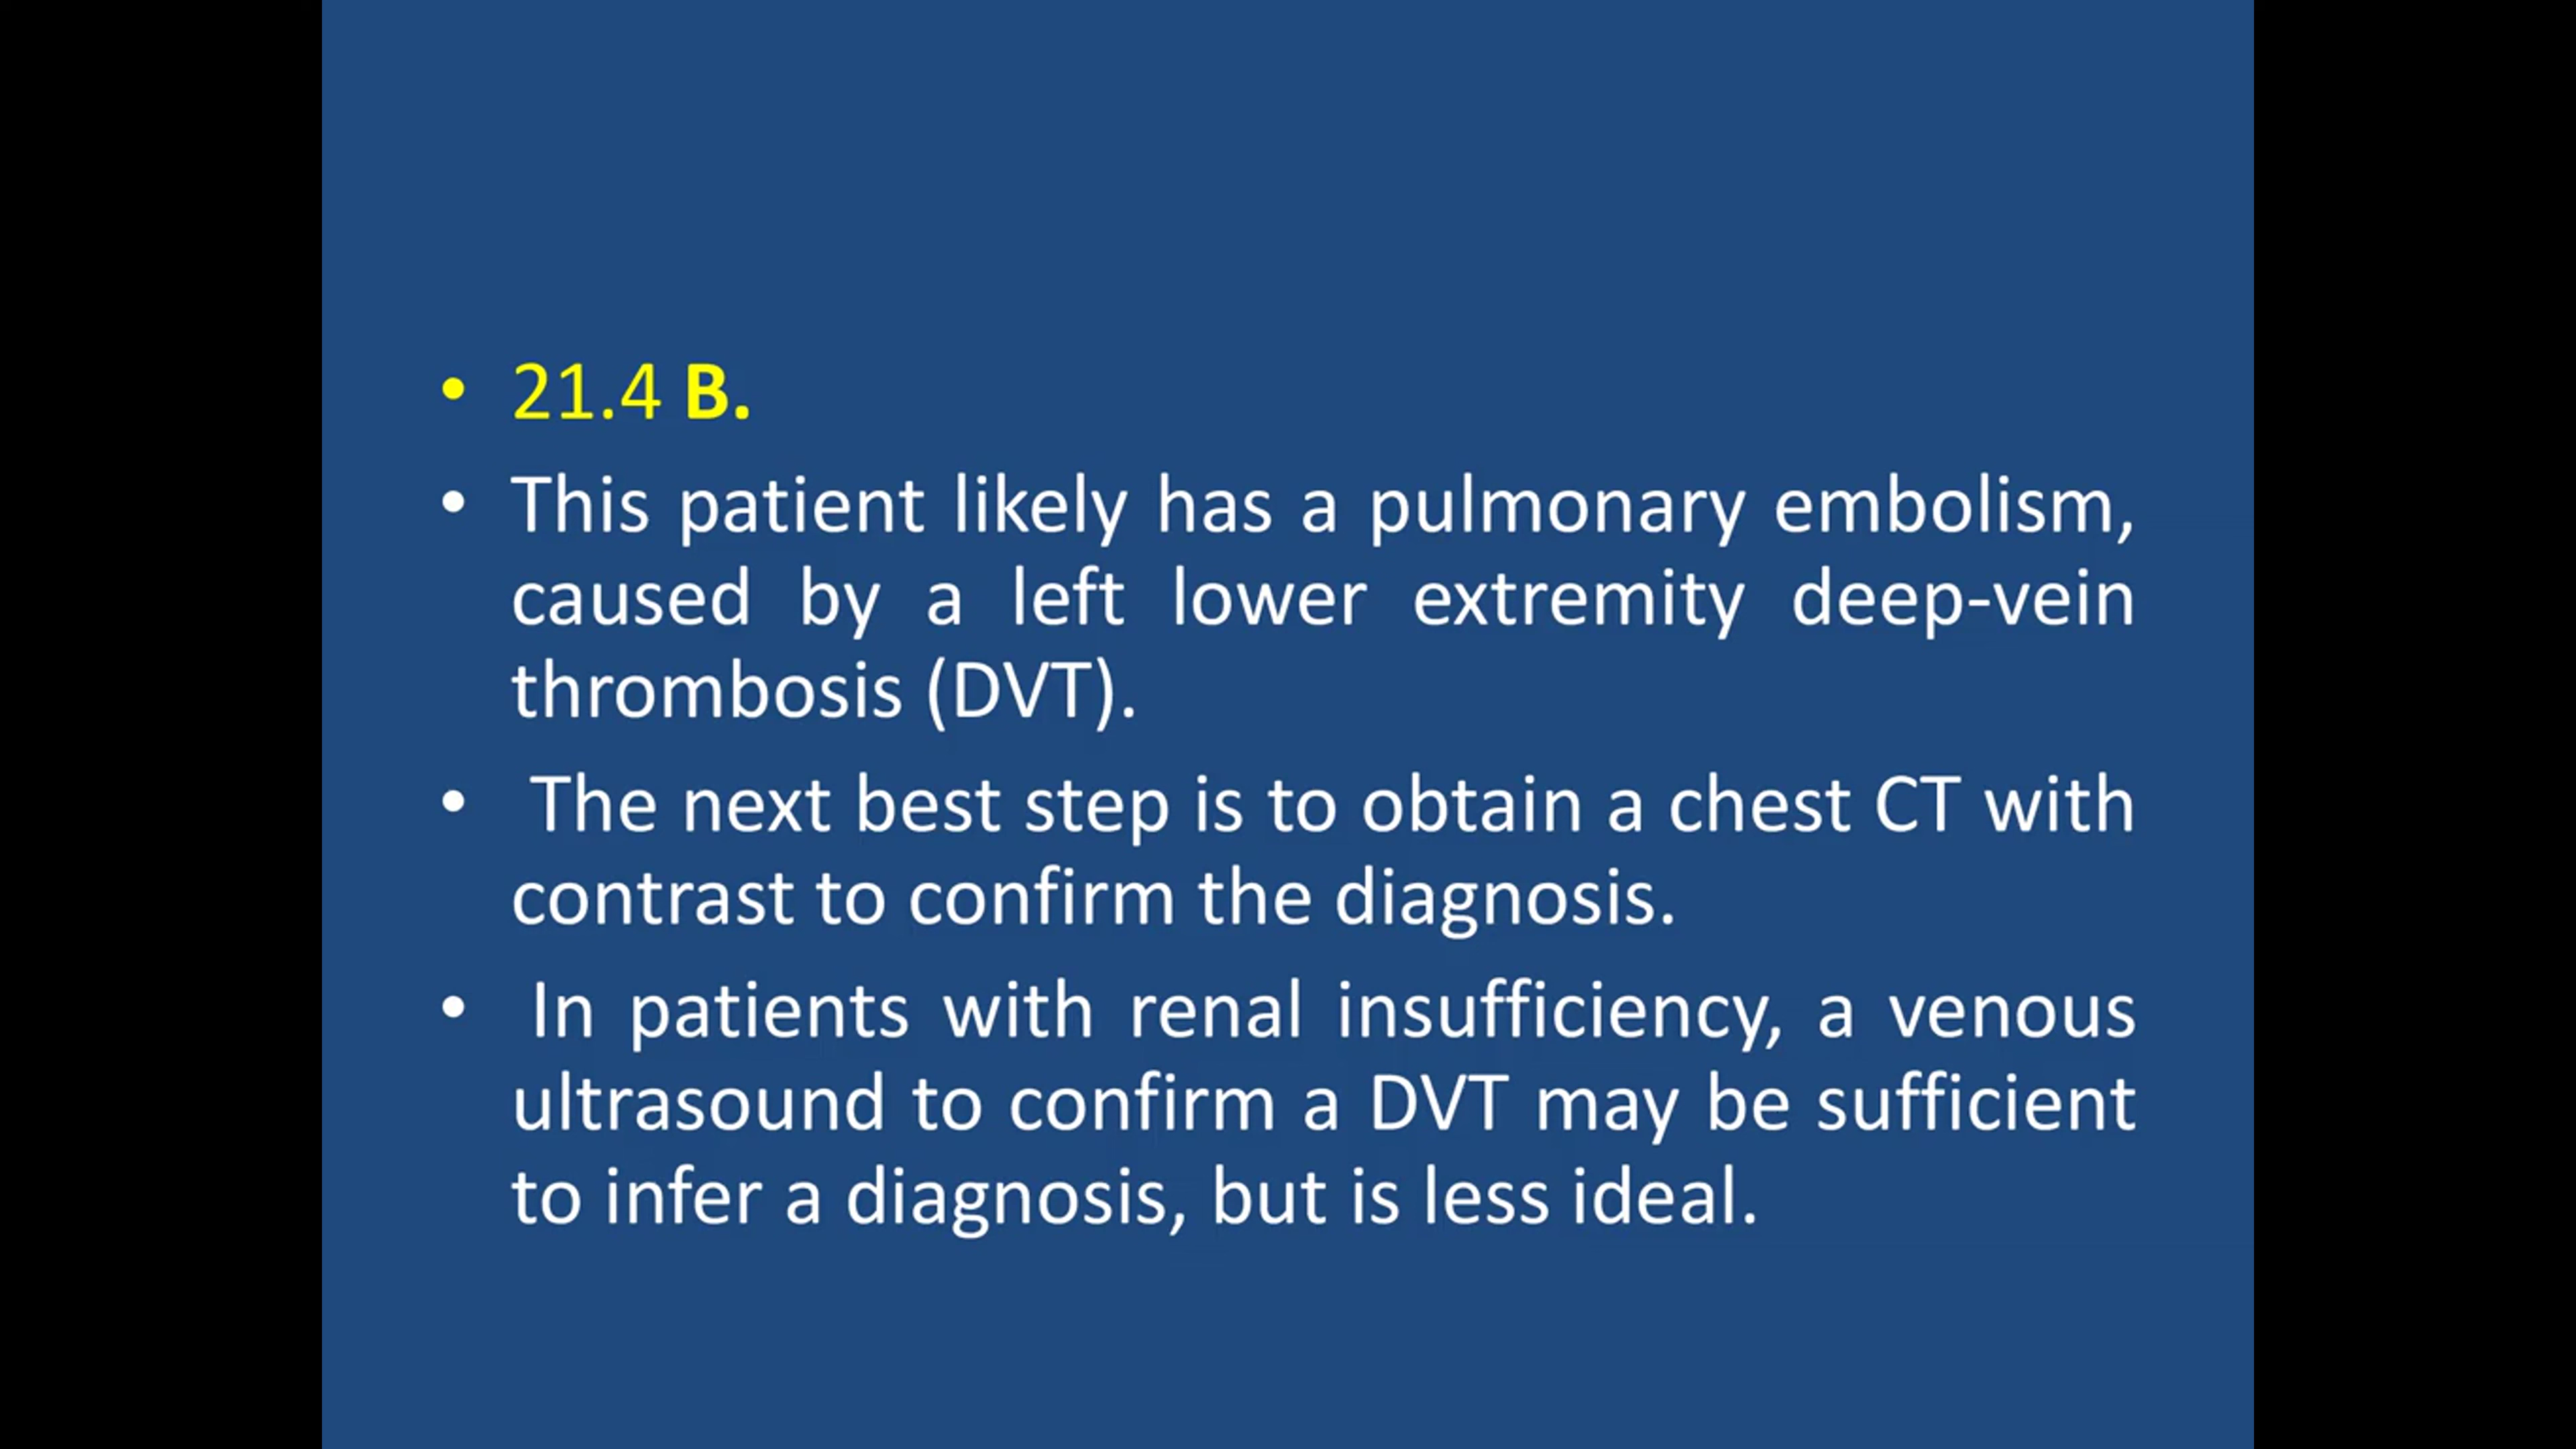 • 21.4 B.
• This patient likely has a pulmonary embolism,
caused by a left lower extremity deep-vein
thrombosis (DVT).
• The next best step is to obtain a chest CT with
contrast to confirm the diagnosis.
• In patients with renal insufficiency, a venous
ultrasound to confirm a DVT may be sufficient
to infer a diagnosis, but is less ideal.